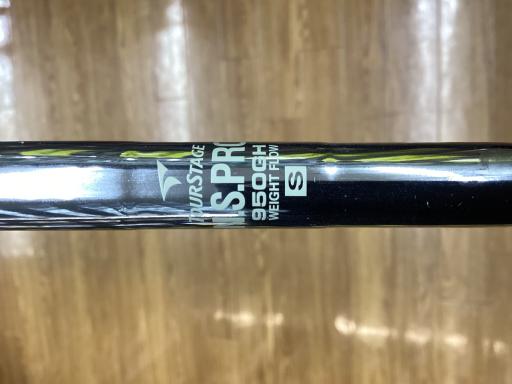 TOURSTAGE
N.S.PRO
950GH
WEIGHT FLOW
S